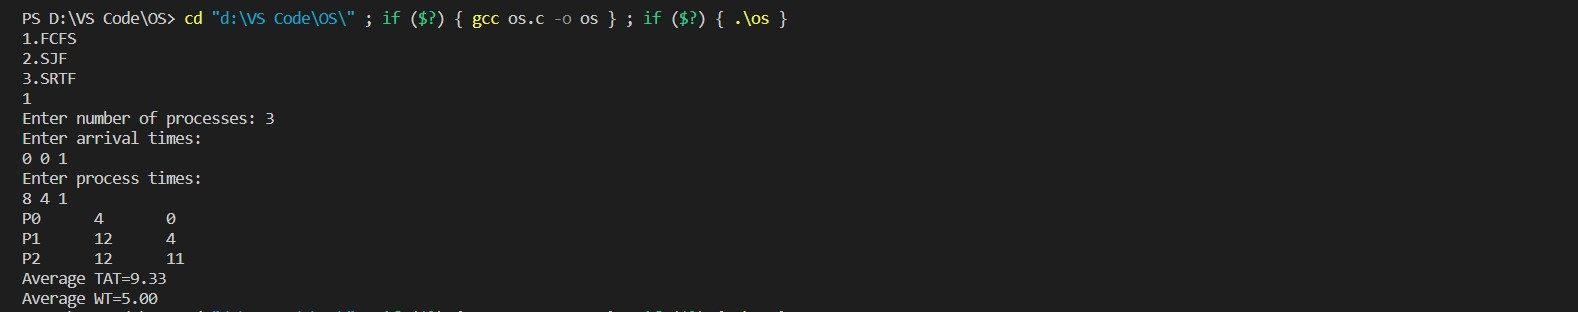 PS D:\VS Code\OS> cd "d:\VS Code\OS\" ; if ($?) { gcc os.c -o os } ; if ($?) { .\os }
1.FCFS
2.SJF
3.SRTF
1
Enter number of processes: 3
Enter arrival times:
0 0 1
Enter process times:
8 4 1
P0 4 0
P1 12 4
P2 12 11
Average TAT=9.33
Average WT=5.00